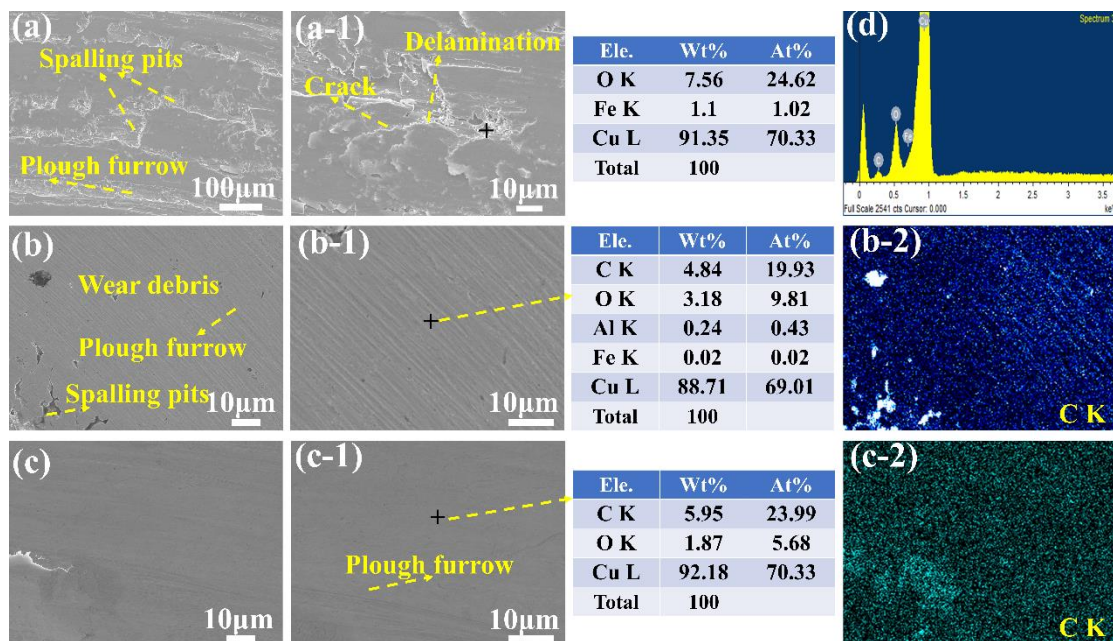 (a)
Spalling pits
Plough furrow
100μm
(a-1)
Delamination
Crack
10μm
Ele. Wt% At%
O K 7.56 24.62
Fe K 1.1 1.02
Cu L 91.35 70.33
Total 100
(d)
Spectrum
0 0.5 1 1.5 2 2.5 3 3.5
Full Scale 2541 cts Cursor: 0.000
keV
(b)
Wear debris
Plough furrow
Spalling pits
10μm
(b-1)
10μm
Ele. Wt% At%
C K 4.84 19.93
O K 3.18 9.81
Al K 0.24 0.43
Fe K 0.02 0.02
Cu L 88.71 69.01
Total 100
(b-2)
C K
(c)
10μm
(c-1)
Plough furrow
10μm
Ele. Wt% At%
C K 5.95 23.99
O K 1.87 5.68
Cu L 92.18 70.33
Total 100
(c-2)
C K